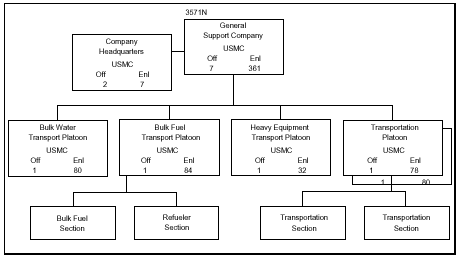 3571N
General
Support Company
USMC
Off Enl
7 361
Company
Headquarters
USMC
Off Enl
2 7
Bulk Water
Transport Platoon
USMC
Off Enl
1 80
Bulk Fuel
Transport Platoon
USMC
Off Enl
1 84
Heavy Equipment
Transport Platoon
USMC
Off Enl
1 32
Transportation
Platoon
USMC
Off Enl
1 78
1 80
Bulk Fuel
Section
Refueler
Section
Transportation
Section
Transportation
Section